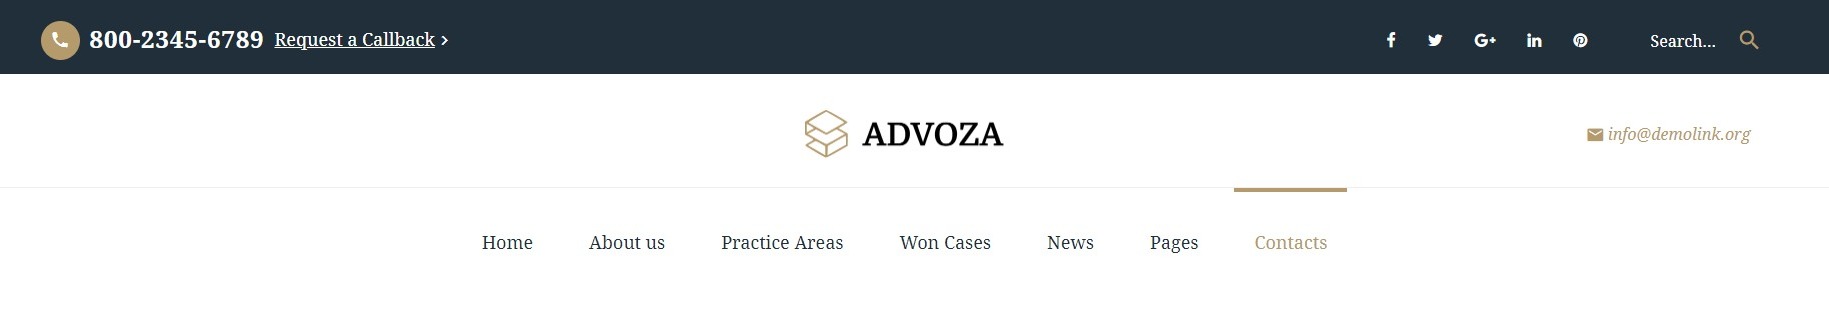 800-2345-6789 Request a Callback Search...
ADVOZA
info@demolink.org
Home About us Practice Areas Won Cases News Pages Contacts